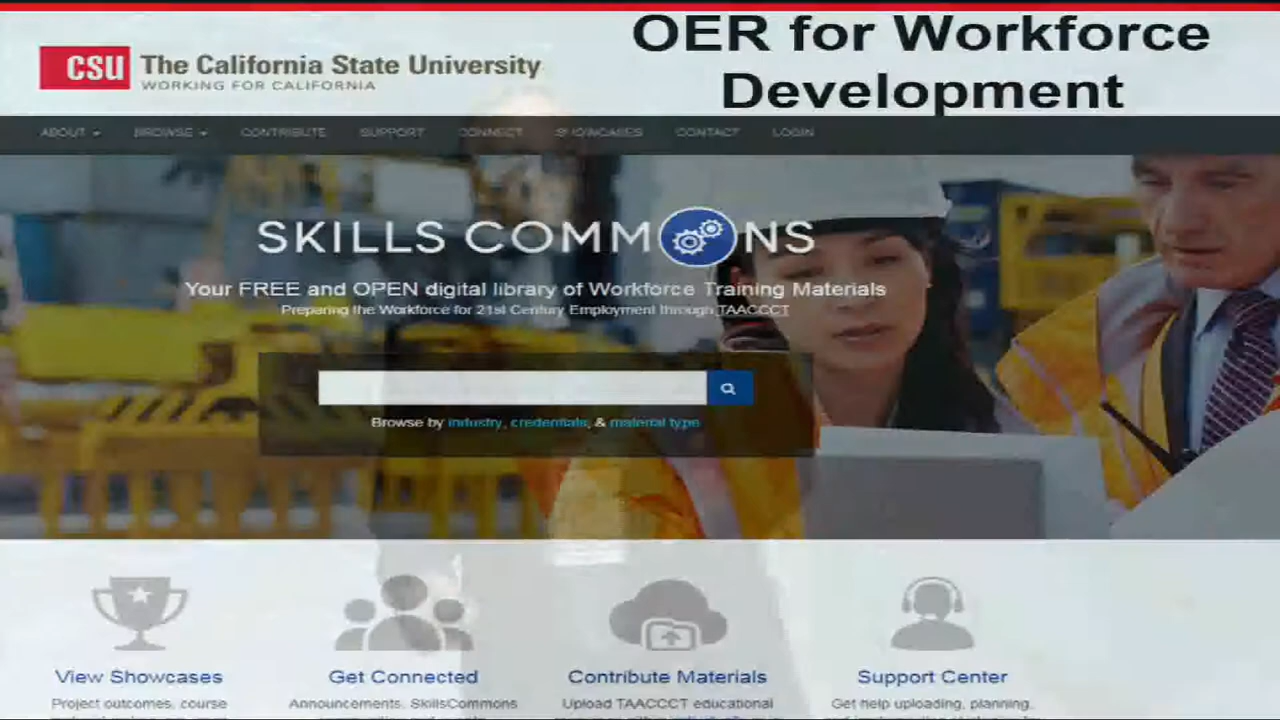 OER for Workforce
Development
CSU The California State University
WORKING FOR CALIFORNIA
ABOUT BROWSE CONTRIBUTE SUPPORT CONNECT SHOWCASES CONTACT LOGIN
SKILLS COMMONS
Your FREE and OPEN digital library of Workforce Training Materials
Preparing the Workforce for 21st Century Employment through TAACCCT
Browse by industry, credentials, & material type
View Showcases Get Connected Contribute Materials Support Center
Project outcomes, course Announcements, SkillsCommons Upload TAACCCT educational Get help uploading, planning,